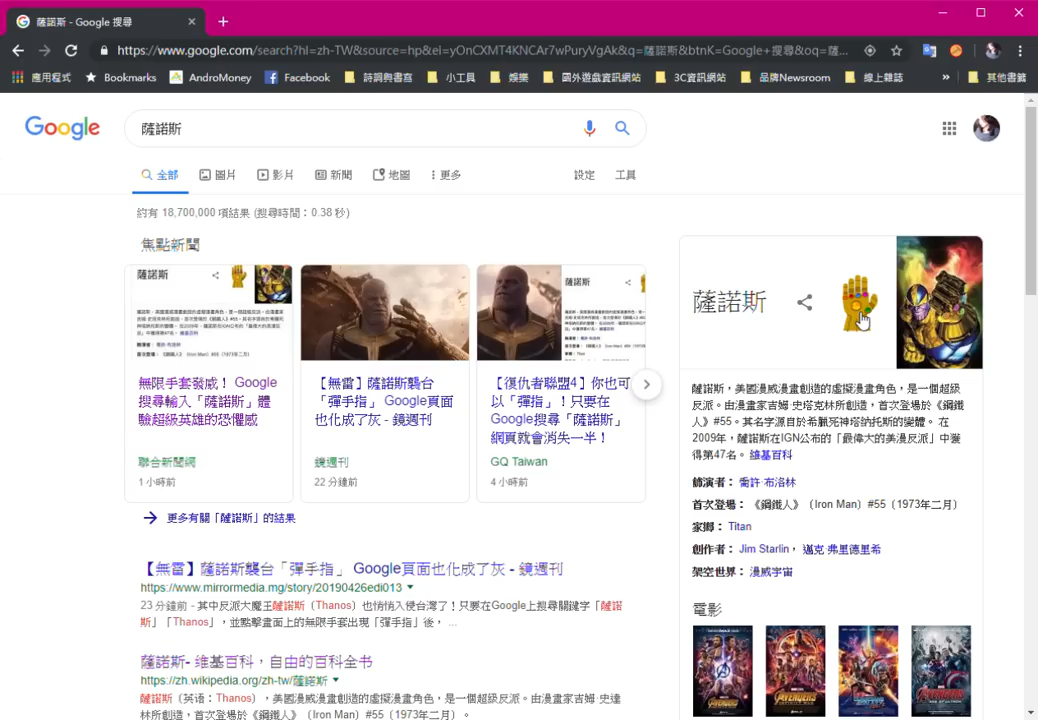 薩諾斯 - Google 搜尋
https://www.google.com/search?hl=zh-TW&source=hp&ei=yOnCXMT4KNCAr7wPuryVgAk&q=薩諾斯&btnK=Google+搜尋&oq=薩...
應用程式 Bookmarks AndroMoney Facebook 詩詞與書寫 小工具 娛樂 國外遊戲資訊網站 3C資訊網站 品牌Newsroom 線上雜誌 » 其他書籤
Google 薩諾斯
全部 圖片 影片 新聞 地圖 更多 設定 工具
約有 18,700,000 項結果 (搜尋時間：0.38 秒)
焦點新聞
薩諾斯
無限手套發威！ Google
搜尋輸入「薩諾斯」體
驗超級英雄的恐懼感
聯合新聞網
1 小時前
【無雷】薩諾斯襲台
「彈手指」 Google頁面
也化成了灰 - 鏡週刊
鏡週刊
22 分鐘前
薩諾斯
【復仇者聯盟4】你也可
以「彈指」！只要在
Google搜尋「薩諾斯」
網頁就會消失一半！
GQ Taiwan
4 小時前
更多有關「薩諾斯」的結果
【無雷】薩諾斯襲台「彈手指」 Google頁面也化成了灰 - 鏡週刊
https://www.mirrormedia.mg/story/20190426edi013
23 分鐘前 - 其中反派大魔王薩諾斯（Thanos）也悄悄入侵台灣了！只要在Google上搜尋關鍵字「薩諾
斯」「Thanos」，並點擊畫面上的無限手套出現「彈手指」後， ...
薩諾斯- 維基百科，自由的百科全书
https://zh.wikipedia.org/zh-tw/薩諾斯
薩諾斯（英语：Thanos），美國漫威漫畫創造的虛擬漫畫角色，是一個超級反派。由漫畫家吉姆·史達
林所創造，首次登場於《鋼鐵人》（Iron Man）#55（1973年二月）。
薩諾斯
薩諾斯，美國漫威漫畫創造的虛擬漫畫角色，是一個超級
反派。由漫畫家吉姆·史塔克林所創造，首次登場於《鋼鐵
人》#55。其名字源自於希臘死神塔納托斯的變體。 在
2009年，薩諾斯在IGN公布的「最偉大的美漫反派」中獲
得第47名。 維基百科
飾演者： 喬許·布洛林
首次登場： 《鋼鐵人》（Iron Man）#55（1973年二月）
家鄉： Titan
創作者： Jim Starlin， 邁克·弗里德里希
架空世界： 漫威宇宙
電影